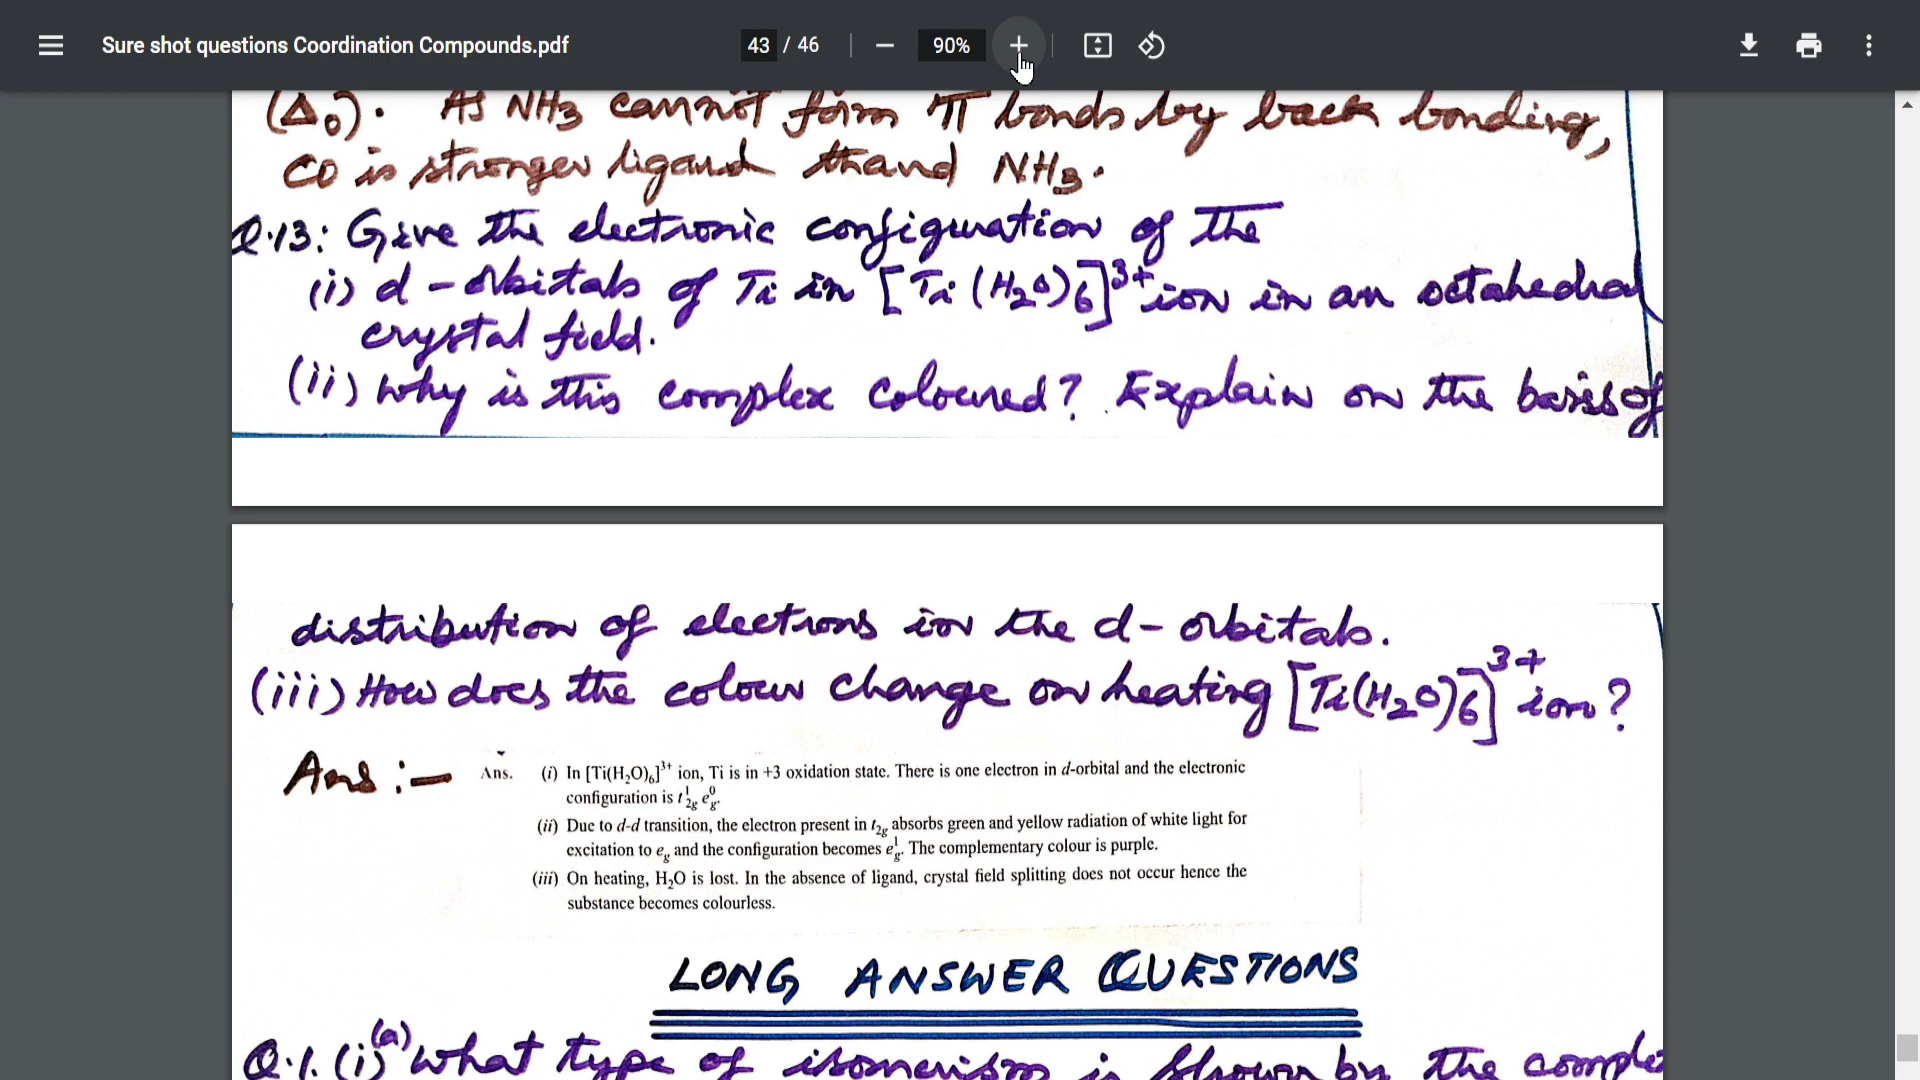 Sure shot questions Coordination Compounds.pdf
43 / 46
90%
(Δ₀). As NH₃ cannot form π bonds by back bonding,
CO is stronger ligand thand NH₃.
Q.13: Give the electronic configuration of the
(i) d-orbitals of Ti in [Ti(H₂O)₆]³⁺ ion in an octahedral
crystal field.
(ii) Why is this complex coloured? Explain on the basis of
distribution of electrons in the d-orbitals.
(iii) How does the colour change on heating [Ti(H₂O)₆]³⁺ ion?
Ans :-
Ans. (i) In [Ti(H₂O)₆]³⁺ ion, Ti is in +3 oxidation state. There is one electron in d-orbital and the electronic
configuration is t¹₂g e⁰g.
(ii) Due to d-d transition, the electron present in t₂g absorbs green and yellow radiation of white light for
excitation to eg and the configuration becomes e¹g. The complementary colour is purple.
(iii) On heating, H₂O is lost. In the absence of ligand, crystal field splitting does not occur hence the
substance becomes colourless.
LONG ANSWER QUESTIONS
Q.1. (i) (a) What type of isomerism is shown by the comple